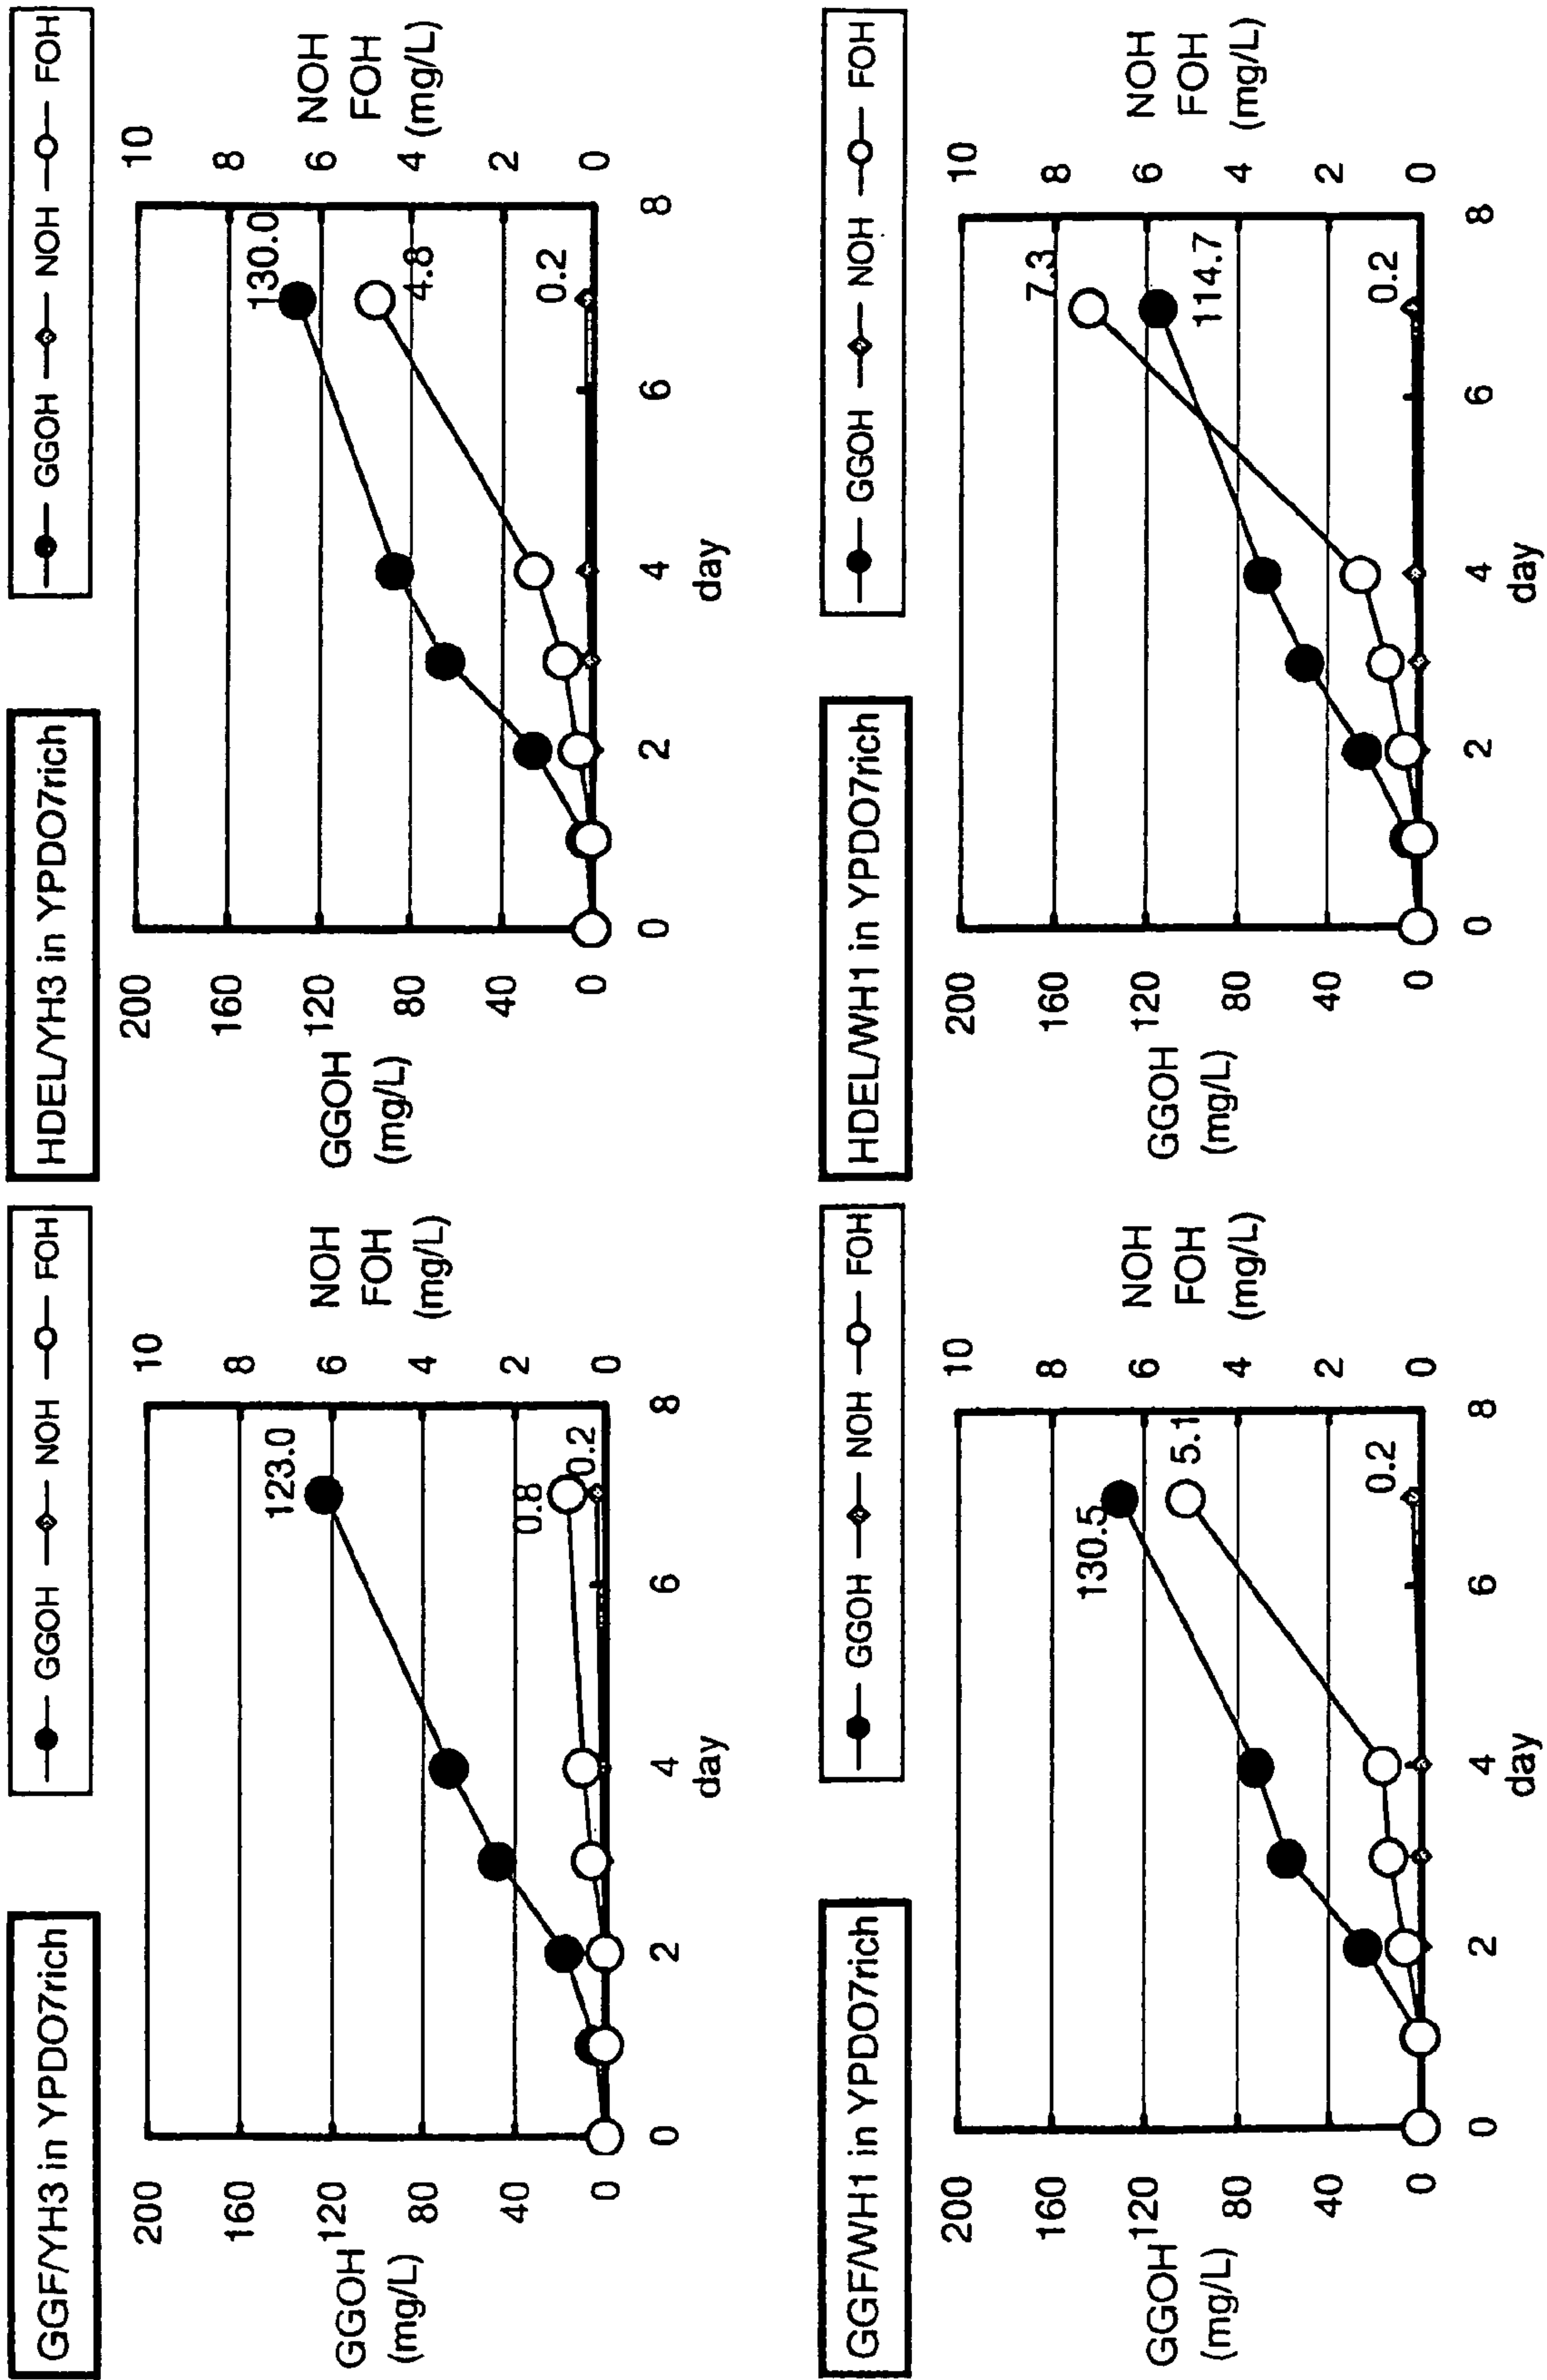 GGF/YH3 in YPDO7rich
GGOH NOH FOH
GGOH
(mg/L)
200
160
120
80
40
0
123.0
0.8
0.2
10
8
6
4
2
0
NOH
FOH
(mg/L)
0 2 4 6 8
day
HDEL/YH3 in YPDO7rich
GGOH NOH FOH
GGOH
(mg/L)
200
160
120
80
40
0
130.0
4.8
0.2
10
8
6
4
2
0
NOH
FOH
(mg/L)
0 2 4 6 8
day
GGF/WH1 in YPDO7rich
GGOH NOH FOH
GGOH
(mg/L)
200
160
120
80
40
0
130.5
5.1
0.2
10
8
6
4
2
0
NOH
FOH
(mg/L)
0 2 4 6 8
day
HDEL/WH1 in YPDO7rich
GGOH NOH FOH
GGOH
(mg/L)
200
160
120
80
40
0
7.3
114.7
0.2
10
8
6
4
2
0
NOH
FOH
(mg/L)
0 2 4 6 8
day